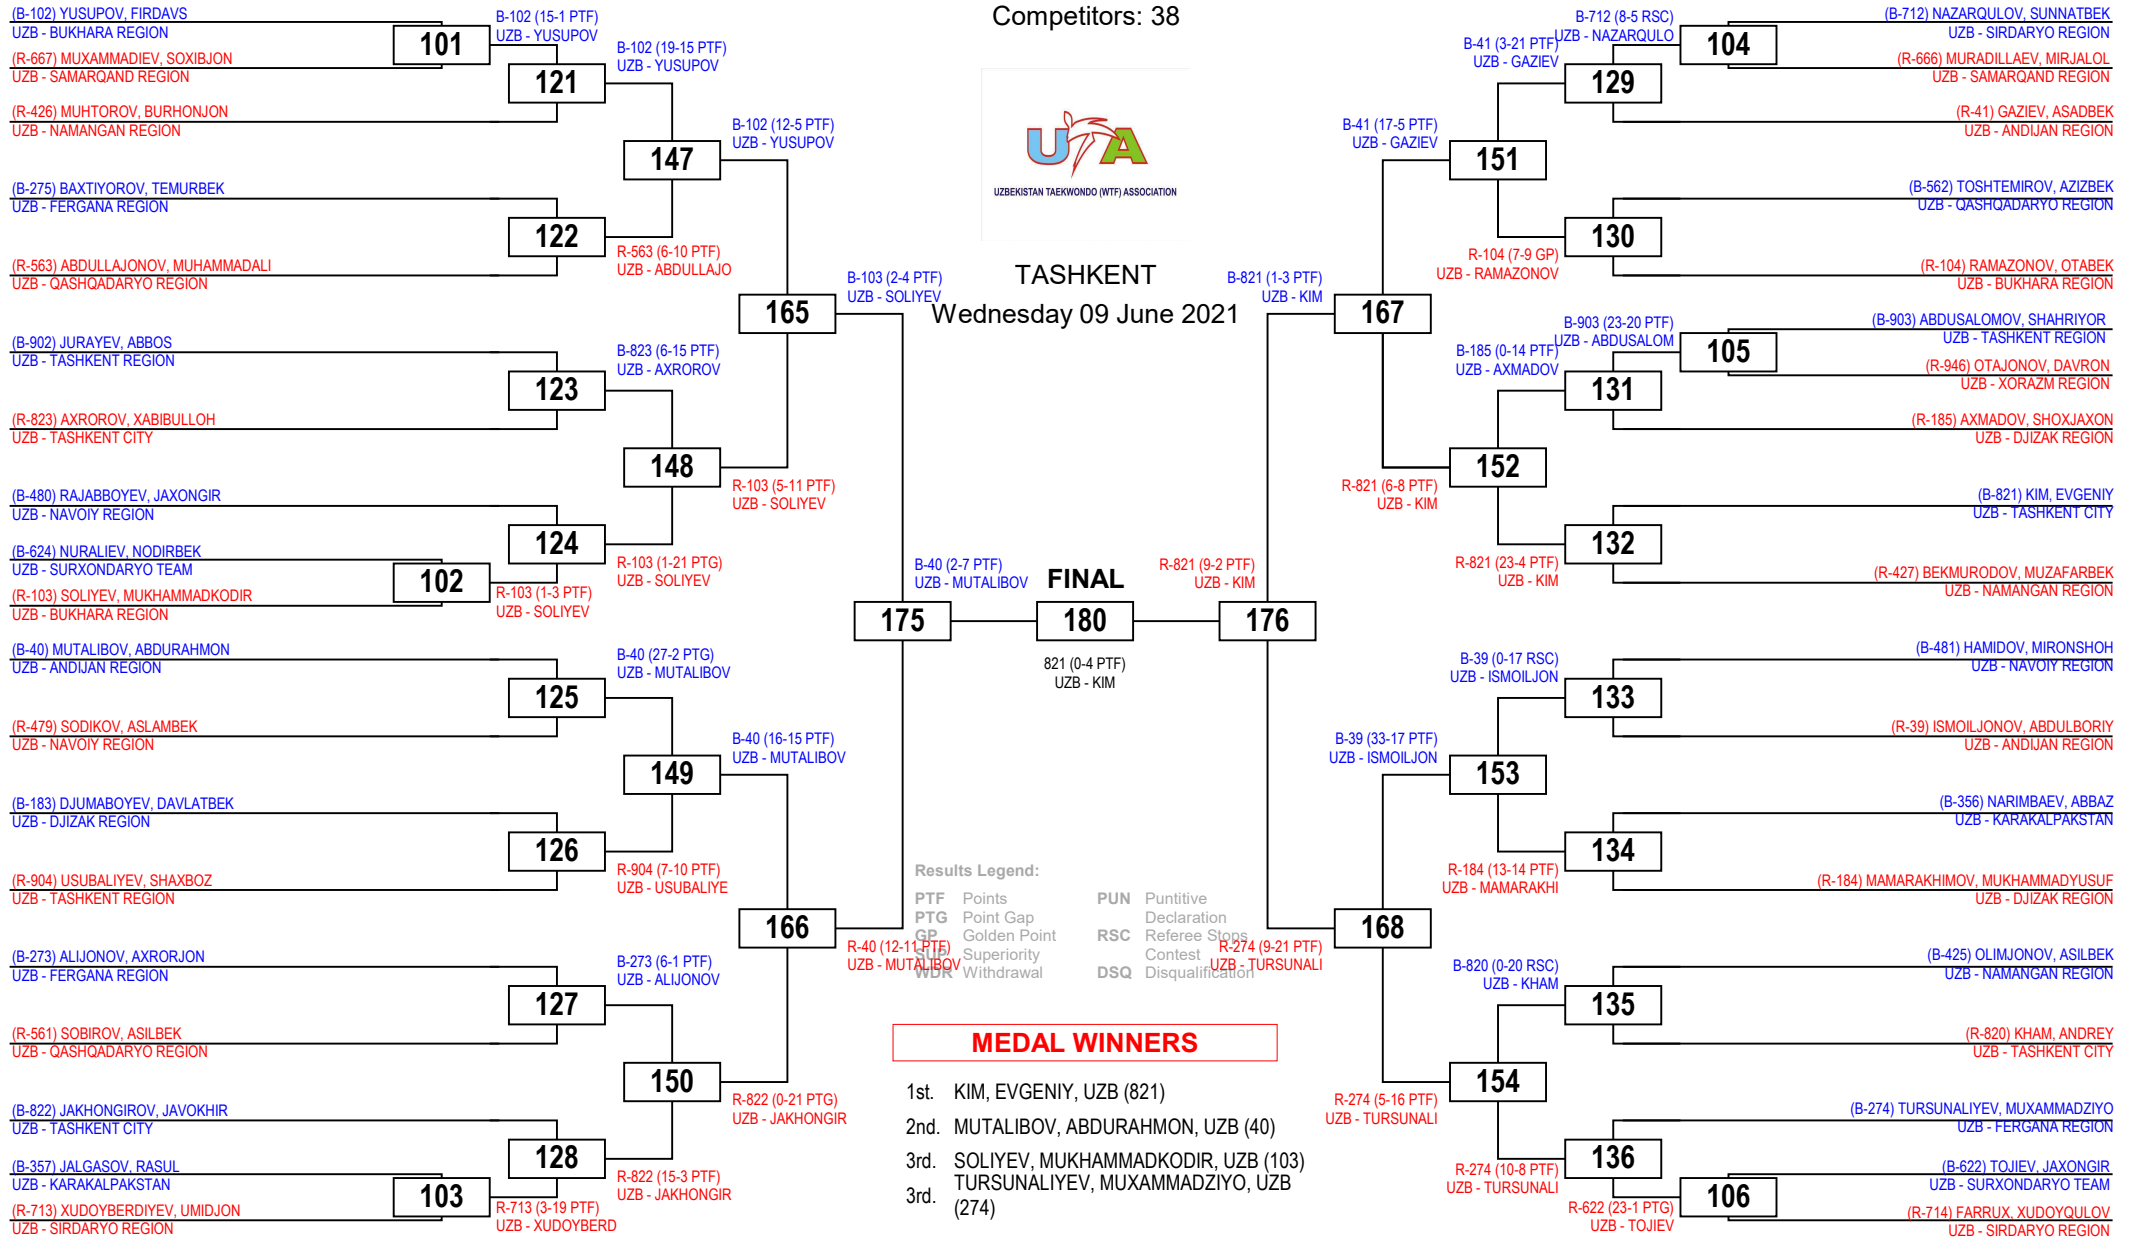 Competitors: 38
UTA
UZBEKISTAN TAEKWONDO (WTF) ASSOCIATION
TASHKENT
Wednesday 09 June 2021
(B-102) YUSUPOV, FIRDAVS
UZB - BUKHARA REGION
101
(R-667) MUXAMMADIEV, SOXIBJON
UZB - SAMARQAND REGION
B-102 (15-1 PTF)
UZB - YUSUPOV
121
(R-426) MUHTOROV, BURHONJON
UZB - NAMANGAN REGION
B-102 (19-15 PTF)
UZB - YUSUPOV
147
B-102 (12-5 PTF)
UZB - YUSUPOV
(B-275) BAXTIYOROV, TEMURBEK
UZB - FERGANA REGION
122
(R-563) ABDULLAJONOV, MUHAMMADALI
UZB - QASHQADARYO REGION
R-563 (6-10 PTF)
UZB - ABDULLAJO
165
B-103 (2-4 PTF)
UZB - SOLIYEV
(B-902) JURAYEV, ABBOS
UZB - TASHKENT REGION
123
(R-823) AXROROV, XABIBULLOH
UZB - TASHKENT CITY
B-823 (6-15 PTF)
UZB - AXROROV
148
R-103 (5-11 PTF)
UZB - SOLIYEV
(B-480) RAJABBOYEV, JAXONGIR
UZB - NAVOIY REGION
124
R-103 (1-21 PTG)
UZB - SOLIYEV
(B-624) NURALIEV, NODIRBEK
UZB - SURXONDARYO TEAM
102
(R-103) SOLIYEV, MUKHAMMADKODIR
UZB - BUKHARA REGION
R-103 (1-3 PTF)
UZB - SOLIYEV
(B-40) MUTALIBOV, ABDURAHMON
UZB - ANDIJAN REGION
125
(R-479) SODIKOV, ASLAMBEK
UZB - NAVOIY REGION
B-40 (27-2 PTG)
UZB - MUTALIBOV
149
B-40 (16-15 PTF)
UZB - MUTALIBOV
(B-183) DJUMABOYEV, DAVLATBEK
UZB - DJIZAK REGION
126
(R-904) USUBALIYEV, SHAXBOZ
UZB - TASHKENT REGION
R-904 (7-10 PTF)
UZB - USUBALIYE
166
R-40 (12-11 PTF)
UZB - MUTALIBOV
(B-273) ALIJONOV, AXRORJON
UZB - FERGANA REGION
127
(R-561) SOBIROV, ASILBEK
UZB - QASHQADARYO REGION
B-273 (6-1 PTF)
UZB - ALIJONOV
150
R-822 (0-21 PTG)
UZB - JAKHONGIR
(B-822) JAKHONGIROV, JAVOKHIR
UZB - TASHKENT CITY
128
R-822 (15-3 PTF)
UZB - JAKHONGIR
(B-357) JALGASOV, RASUL
UZB - KARAKALPAKSTAN
103
(R-713) XUDOYBERDIYEV, UMIDJON
UZB - SIRDARYO REGION
R-713 (3-19 PTF)
UZB - XUDOYBERD
B-40 (2-7 PTF)
UZB - MUTALIBOV
175
FINAL
180
821 (0-4 PTF)
UZB - KIM
R-821 (9-2 PTF)
UZB - KIM
176
B-712 (8-5 RSC)
UZB - NAZARQULO
(B-712) NAZARQULOV, SUNNATBEK
UZB - SIRDARYO REGION
104
(R-666) MURADILLAEV, MIRJALOL
UZB - SAMARQAND REGION
B-41 (3-21 PTF)
UZB - GAZIEV
129
(R-41) GAZIEV, ASADBEK
UZB - ANDIJAN REGION
B-41 (17-5 PTF)
UZB - GAZIEV
151
(B-562) TOSHTEMIROV, AZIZBEK
UZB - QASHQADARYO REGION
130
R-104 (7-9 GP)
UZB - RAMAZONOV
(R-104) RAMAZONOV, OTABEK
UZB - BUKHARA REGION
B-821 (1-3 PTF)
UZB - KIM
167
B-903 (23-20 PTF)
UZB - ABDUSALOM
(B-903) ABDUSALOMOV, SHAHRIYOR
UZB - TASHKENT REGION
105
(R-946) OTAJONOV, DAVRON
UZB - XORAZM REGION
B-185 (0-14 PTF)
UZB - AXMADOV
131
(R-185) AXMADOV, SHOXJAXON
UZB - DJIZAK REGION
152
R-821 (6-8 PTF)
UZB - KIM
(B-821) KIM, EVGENIY
UZB - TASHKENT CITY
132
R-821 (23-4 PTF)
UZB - KIM
(R-427) BEKMURODOV, MUZAFARBEK
UZB - NAMANGAN REGION
B-39 (0-17 RSC)
UZB - ISMOILJON
(B-481) HAMIDOV, MIRONSHOH
UZB - NAVOIY REGION
133
(R-39) ISMOILJONOV, ABDULBORIY
UZB - ANDIJAN REGION
B-39 (33-17 PTF)
UZB - ISMOILJON
153
(B-356) NARIMBAEV, ABBAZ
UZB - KARAKALPAKSTAN
134
R-184 (13-14 PTF)
UZB - MAMARAKHI
(R-184) MAMARAKHIMOV, MUKHAMMADYUSUF
UZB - DJIZAK REGION
168
R-274 (9-21 PTF)
UZB - TURSUNALI
B-820 (0-20 RSC)
UZB - KHAM
(B-425) OLIMJONOV, ASILBEK
UZB - NAMANGAN REGION
135
(R-820) KHAM, ANDREY
UZB - TASHKENT CITY
154
R-274 (5-16 PTF)
UZB - TURSUNALI
(B-274) TURSUNALIYEV, MUXAMMADZIYO
UZB - FERGANA REGION
136
R-274 (10-8 PTF)
UZB - TURSUNALI
(B-622) TOJIEV, JAXONGIR
UZB - SURXONDARYO TEAM
106
R-622 (23-1 PTG)
UZB - TOJIEV
(R-714) FARRUX, XUDOYQULOV
UZB - SIRDARYO REGION
Results Legend:
PTF Points
PTG Point Gap
GP Golden Point
SUP Superiority
WDR Withdrawal
PUN Puntitive
Declaration
RSC Referee Stops
Contest
DSQ Disqualification
MEDAL WINNERS
1st. KIM, EVGENIY, UZB (821)
2nd. MUTALIBOV, ABDURAHMON, UZB (40)
3rd. SOLIYEV, MUKHAMMADKODIR, UZB (103)
3rd. TURSUNALIYEV, MUXAMMADZIYO, UZB
(274)